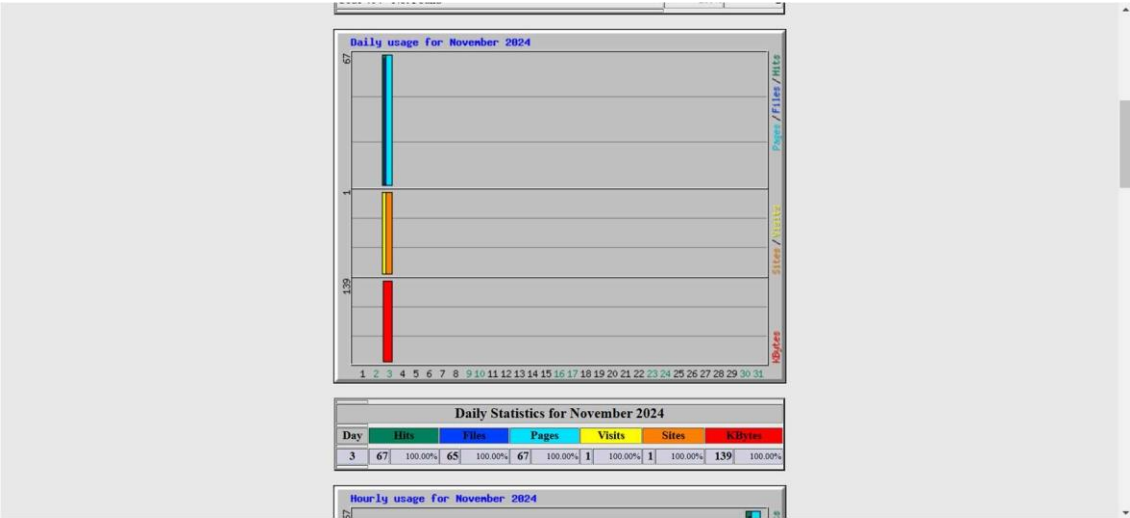 Daily usage for November 2024
67
Pages / Files / Hits
1
Sites / Visits
139
KBytes
1 2 3 4 5 6 7 8 9 10 11 12 13 14 15 16 17 18 19 20 21 22 23 24 25 26 27 28 29 30 31
Daily Statistics for November 2024
Day Hits Files Pages Visits Sites KBytes
3 67 100.00% 65 100.00% 67 100.00% 1 100.00% 1 100.00% 139 100.00%
Hourly usage for November 2024